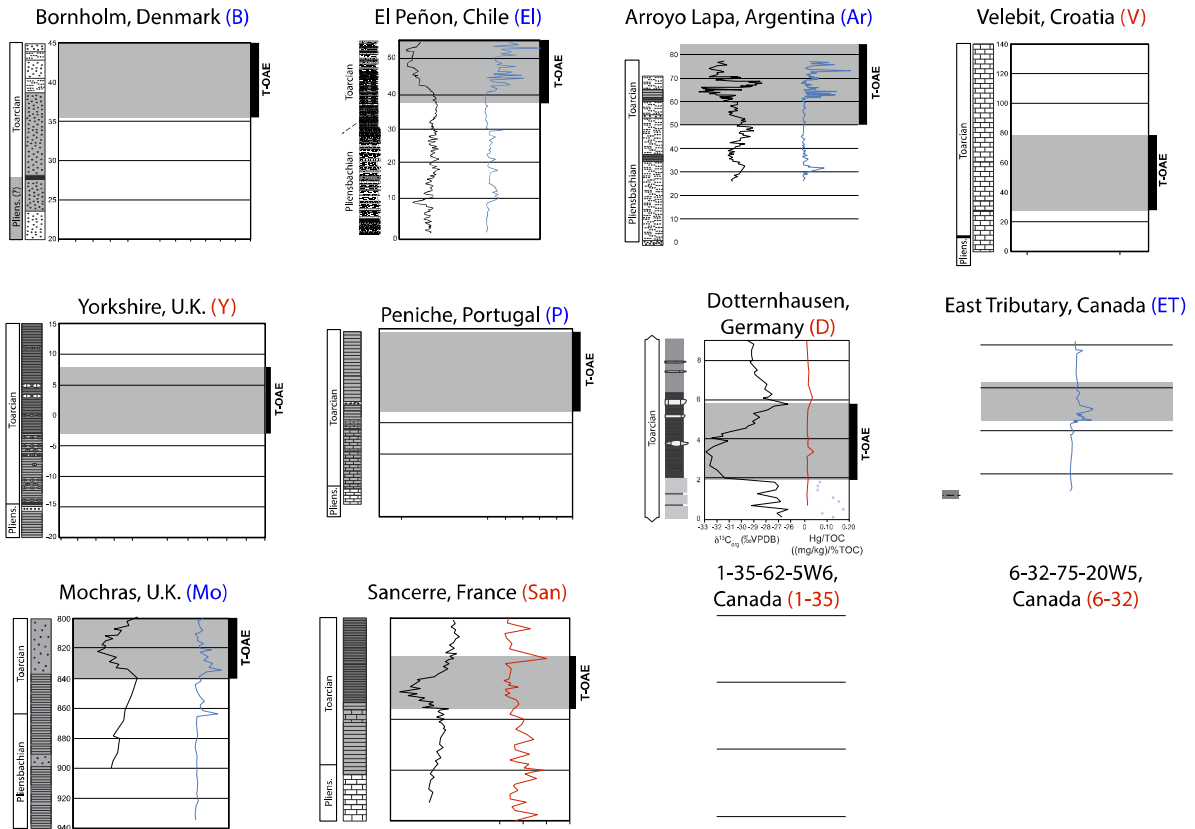 Bornholm, Denmark (B)
45
40
35
30
25
20
Toarcian
Pliens.(?)
T-OAE
El Peñon, Chile (El)
50
40
30
20
10
0
Toarcian
Pliensbachian
T-OAE
Arroyo Lapa, Argentina (Ar)
80
70
60
50
40
30
20
10
0
Toarcian
Pliensbachian
T-OAE
Velebit, Croatia (V)
140
120
100
80
60
40
20
0
Toarcian
Pliens.
T-OAE
Yorkshire, U.K. (Y)
15
10
5
0
-5
-10
-15
-20
Toarcian
Pliens.
T-OAE
Peniche, Portugal (P)
Toarcian
Pliens.
T-OAE
Dotternhausen,
Germany (D)
8
6
4
2
0
Toarcian
T-OAE
-33 -32 -31 -30 -29 -28 -27 -26
0 0.10 0.20
δ¹³Corg (‰VPDB)
Hg/TOC
((mg/kg)/%TOC)
East Tributary, Canada (ET)
Mochras, U.K. (Mo)
800
820
840
860
880
900
920
940
Toarcian
Pliensbachian
T-OAE
Sancerre, France (San)
Toarcian
Pliens.
T-OAE
1-35-62-5W6,
Canada (1-35)
6-32-75-20W5,
Canada (6-32)